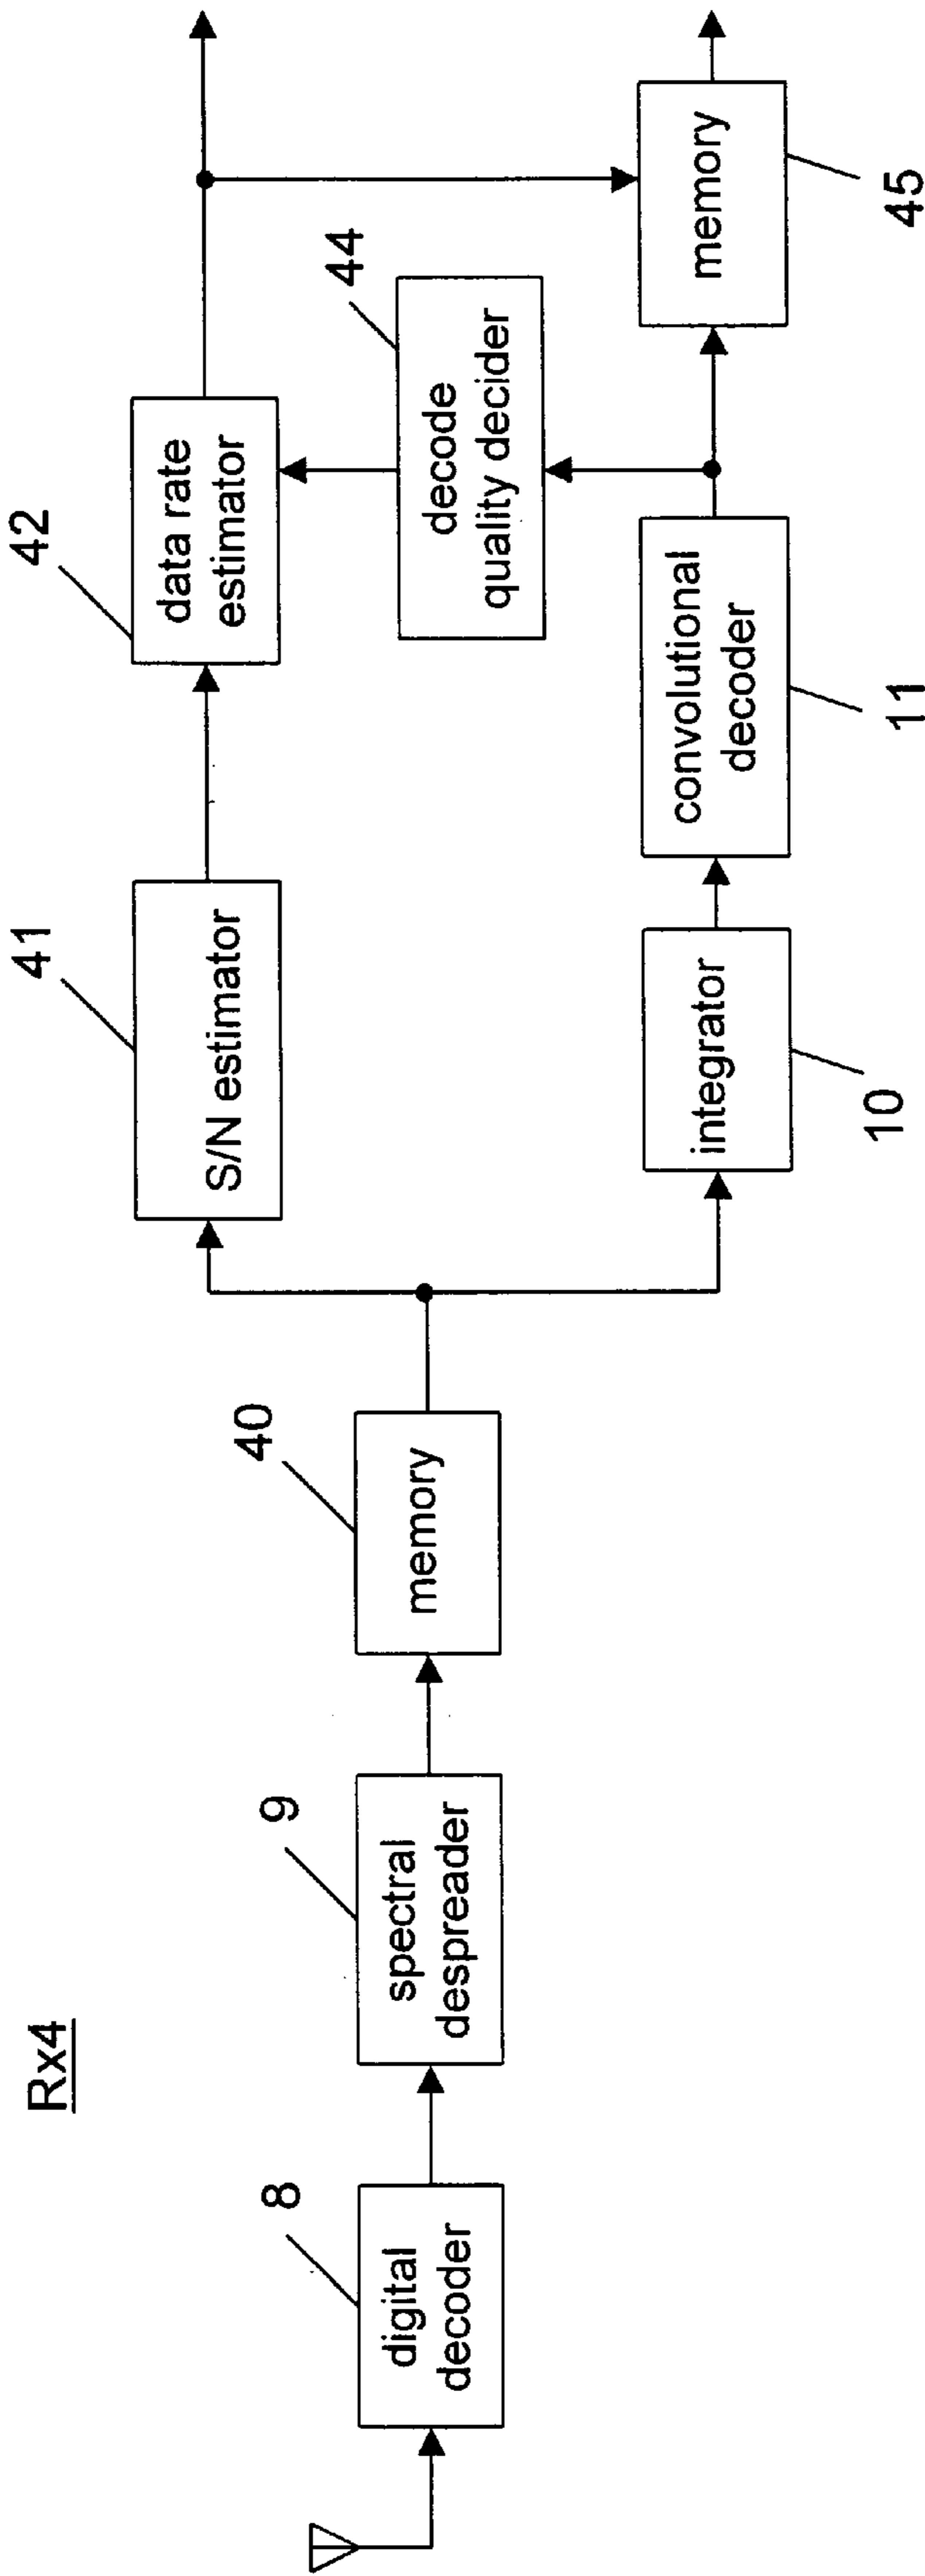 Rx4
8
digital
decoder
9
spectral
despreader
40
memory
41
S/N estimator
42
data rate
estimator
44
decode
quality decider
integrator
10
convolutional
decoder
11
memory
45